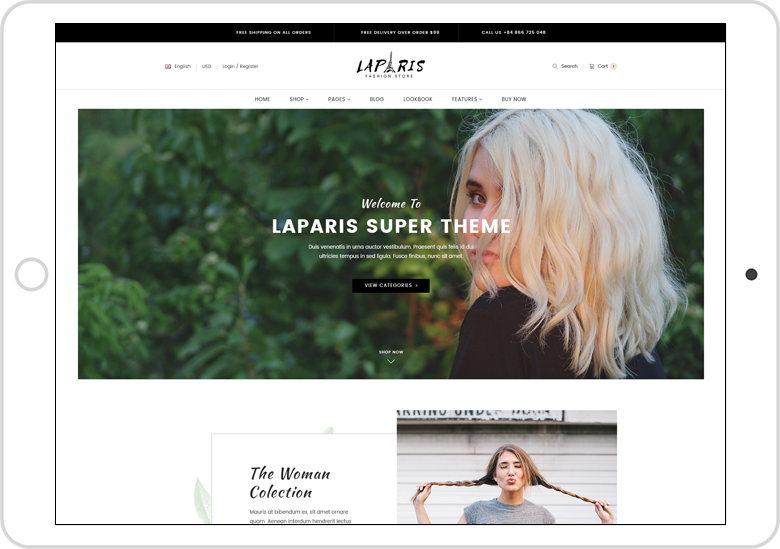 FREE SHIPPING ON ALL ORDERS
FREE DELIVERY OVER ORDER $99
CALL US +84 866 725 048
English
USD
Login / Register
LAPARIS
FASHION STORE
Search
Cart
HOME
SHOP
PAGES
BLOG
LOOKBOOK
FEATURES
BUY NOW
Welcome To
LAPARIS SUPER THEME
Duis venenatis in urna auctor vestibulum. Praesent quis felis id dui
ultricies tempus in sed ligula. Fusce finibus, nunc sit amet
VIEW CATEGORIES
SHOP NOW
The Woman
Colection
Mauris at bibendum ex, sit amet ornare
quam. Aenean interdum hendrerit lectus